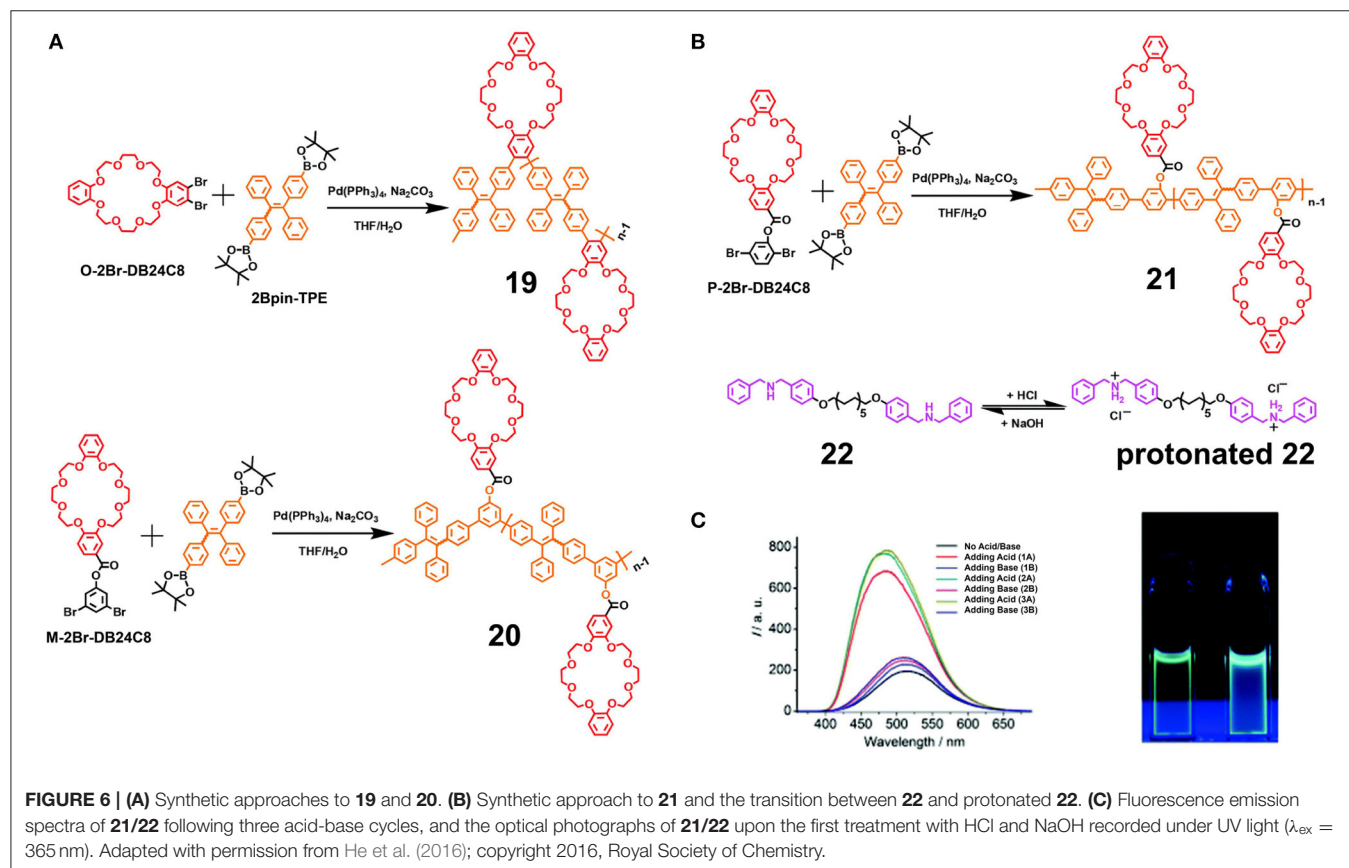 A
O-2Br-DB24C8
2Bpin-TPE
Pd(PPh3)4, Na2CO3
THF/H2O
19
n-1
M-2Br-DB24C8
Pd(PPh3)4, Na2CO3
THF/H2O
20
n-1
B
P-2Br-DB24C8
Pd(PPh3)4, Na2CO3
THF/H2O
21
n-1
22
+ HCl
+ NaOH
protonated 22
C
I / a. u.
800
600
400
200
0
400 450 500 550 600 650
Wavelength / nm
No Acid/Base
Adding Acid (1A)
Adding Base (1B)
Adding Acid (2A)
Adding Base (2B)
Adding Acid (3A)
Adding Base (3B)
FIGURE 6 | (A) Synthetic approaches to 19 and 20. (B) Synthetic approach to 21 and the transition between 22 and protonated 22. (C) Fluorescence emission
spectra of 21/22 following three acid-base cycles, and the optical photographs of 21/22 upon the first treatment with HCl and NaOH recorded under UV light (λex =
365 nm). Adapted with permission from He et al. (2016); copyright 2016, Royal Society of Chemistry.